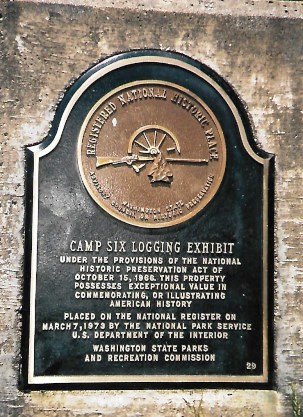 REGISTERED NATIONAL HISTORIC PLACE
WASHINGTON STATE
ADVISORY COUNCIL ON HISTORIC PRESERVATION
CAMP SIX LOGGING EXHIBIT
UNDER THE PROVISIONS OF THE NATIONAL
HISTORIC PRESERVATION ACT OF
OCTOBER 15, 1966. THIS PROPERTY
POSSESSES EXCEPTIONAL VALUE IN
COMMEMORATING, OR ILLUSTRATING
AMERICAN HISTORY
PLACED ON THE NATIONAL REGISTER ON
MARCH 7, 1973 BY THE NATIONAL PARK SERVICE
U.S. DEPARTMENT OF THE INTERIOR
WASHINGTON STATE PARKS
AND RECREATION COMMISSION
29